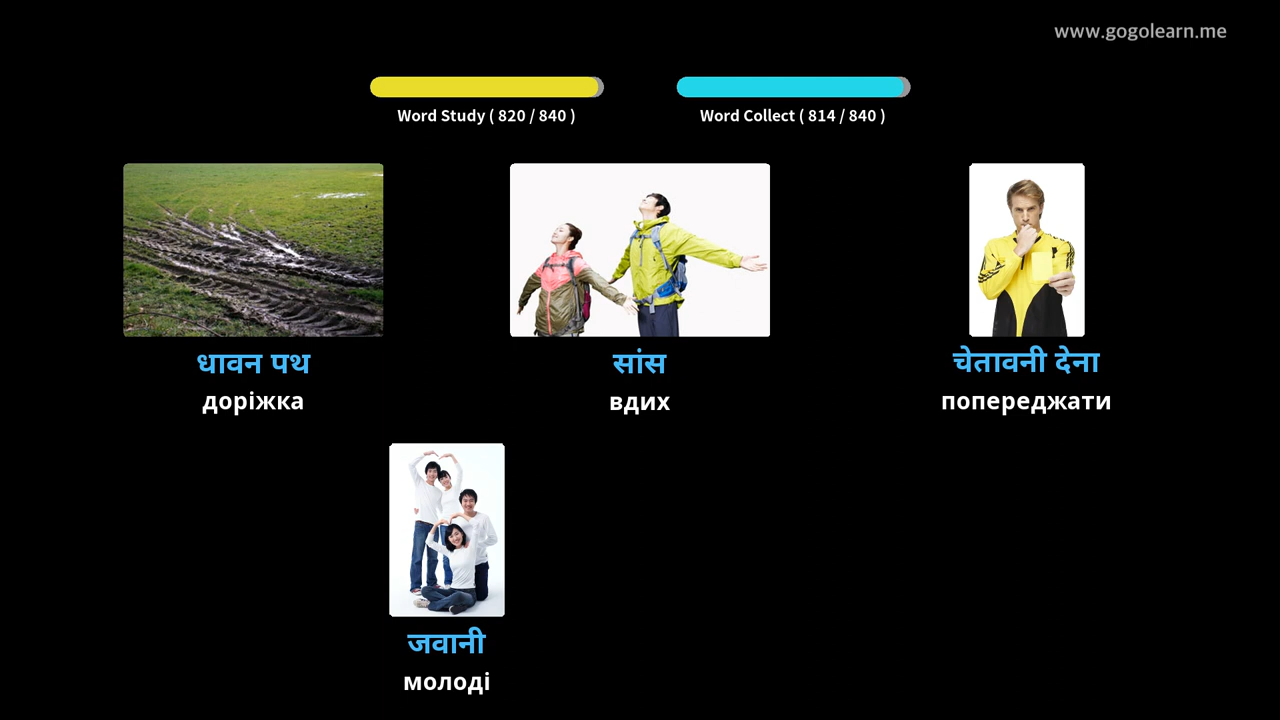 www.gogolearn.me
Word Study ( 820 / 840 )
Word Collect ( 814 / 840 )
धावन पथ
доріжка
सांस
вдих
चेतावनी देना
попереджати
जवानी
молоді